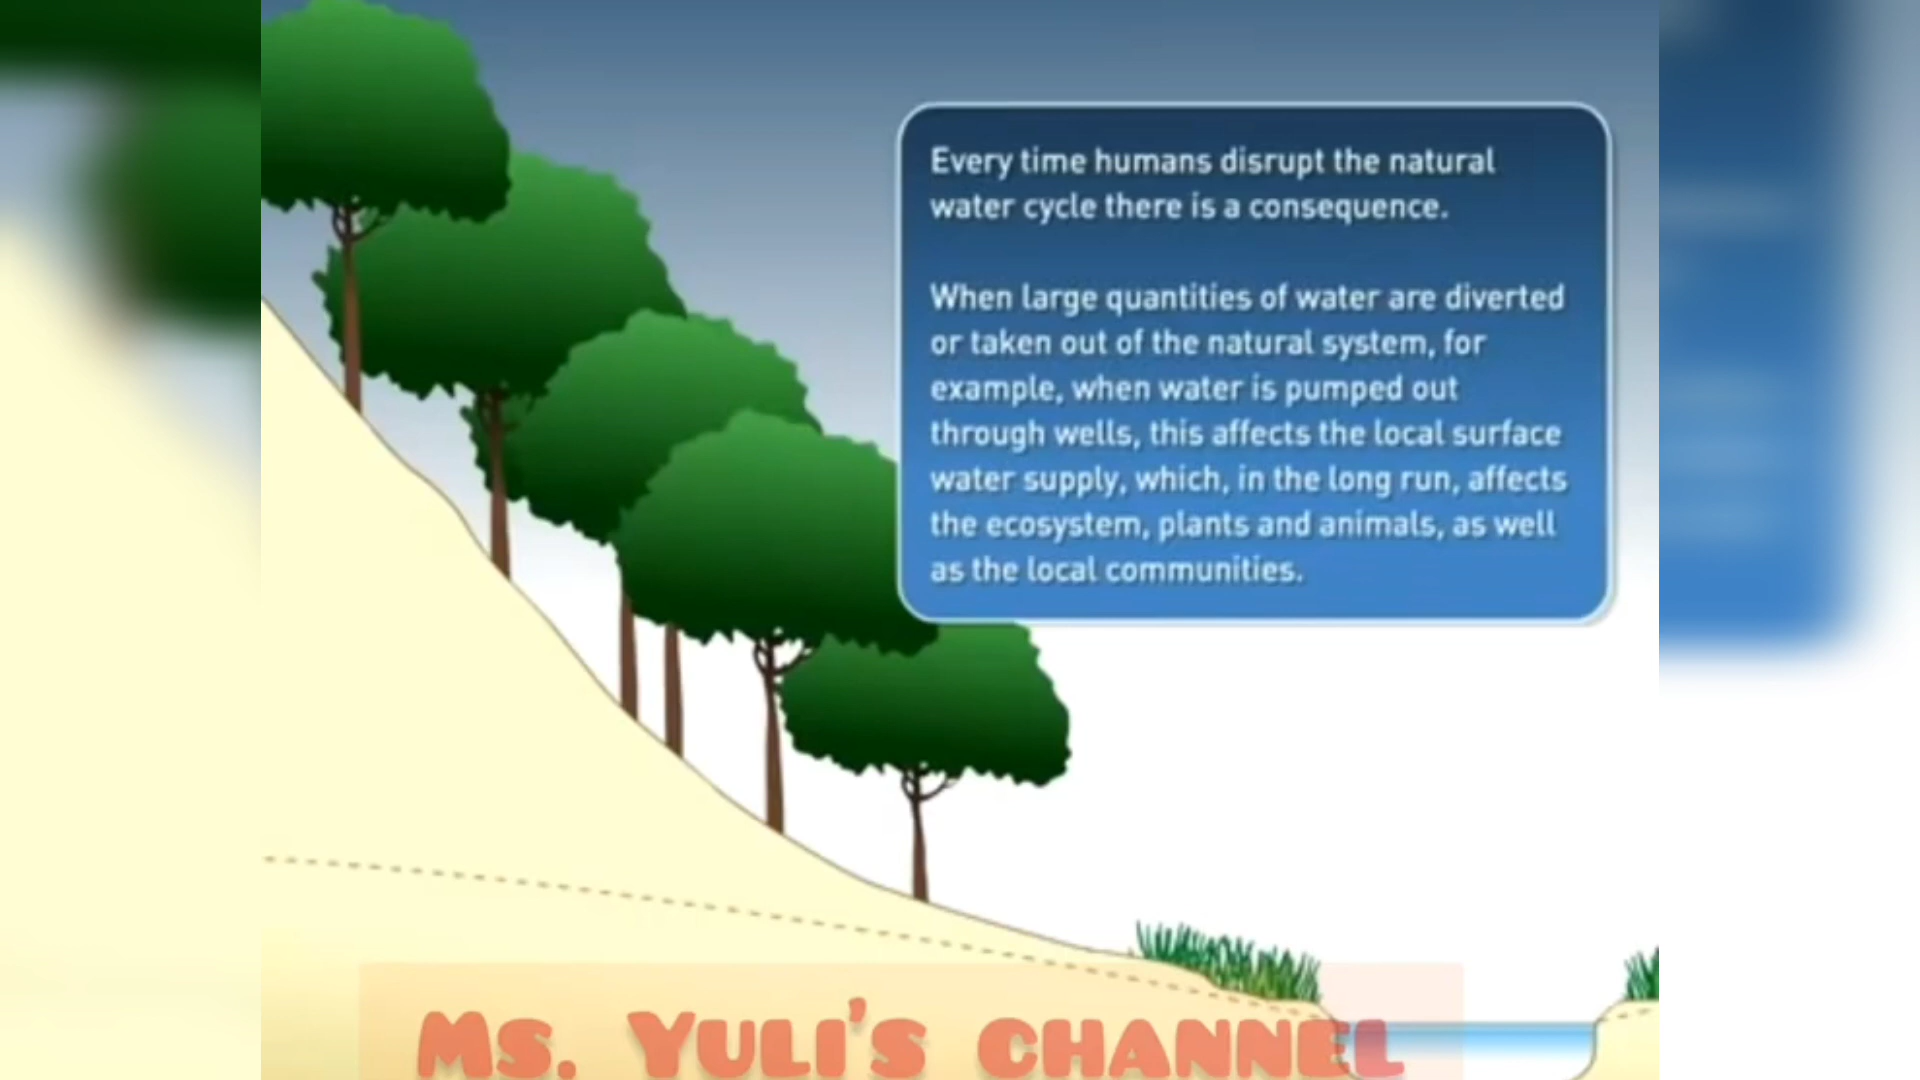 Every time humans disrupt the natural
water cycle there is a consequence.
When large quantities of water are diverted
or taken out of the natural system, for
example, when water is pumped out
through wells, this affects the local surface
water supply, which, in the long run, affects
the ecosystem, plants and animals, as well
as the local communities.
Ms. Yuli's channel